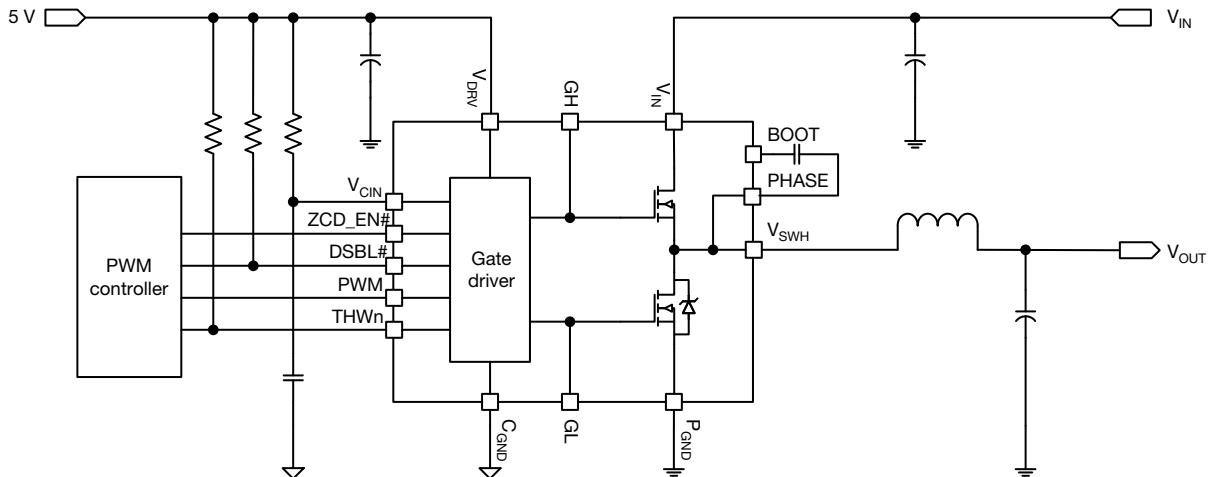 5 V
V_IN
V_DRV
GH
V_IN
BOOT
PHASE
V_CIN
ZCD_EN#
DSBL#
PWM
THWn
PWM
controller
Gate
driver
V_SWH
V_OUT
C_GND
GL
P_GND